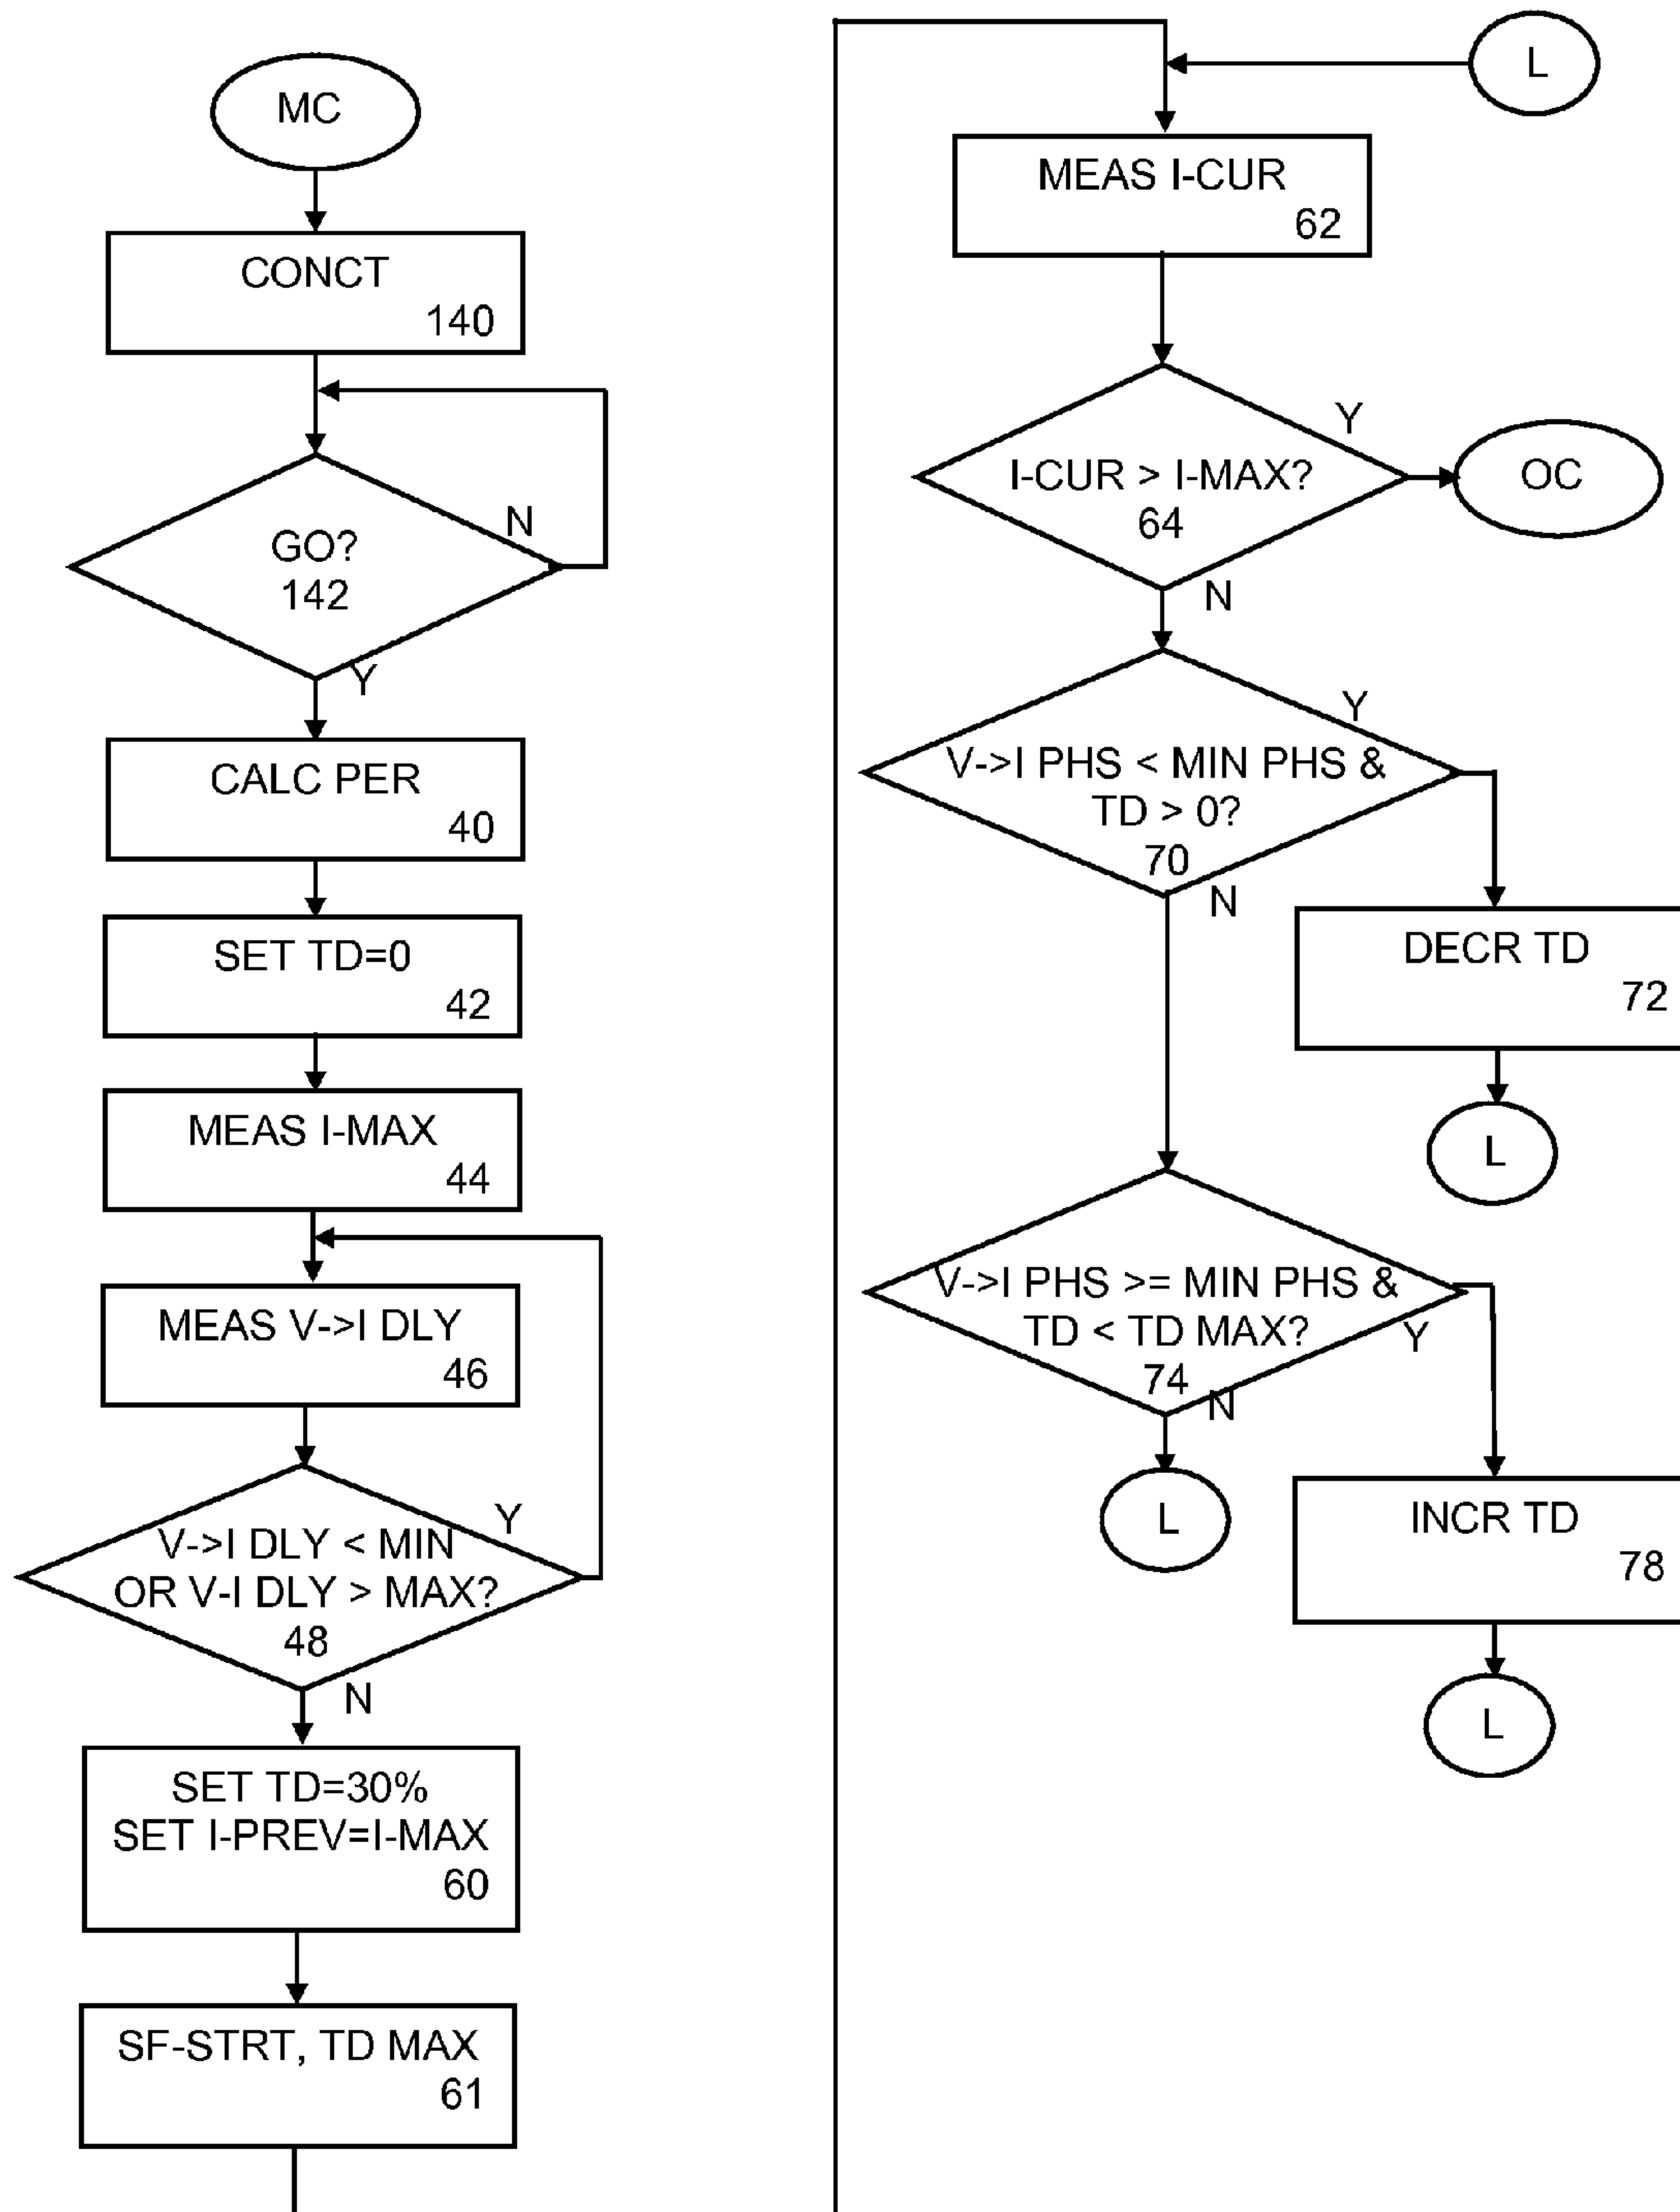 MC
CONCT
140
GO?
142
N
Y
CALC PER
40
SET TD=0
42
MEAS I-MAX
44
MEAS V->I DLY
46
V->I DLY < MIN
OR V-I DLY > MAX?
48
Y
N
SET TD=30%
SET I-PREV=I-MAX
60
SF-STRT, TD MAX
61
L
MEAS I-CUR
62
I-CUR > I-MAX?
64
Y
OC
N
V->I PHS < MIN PHS &
TD > 0?
70
Y
N
DECR TD
72
L
V->I PHS >= MIN PHS &
TD < TD MAX?
74
Y
N
L
INCR TD
78
L